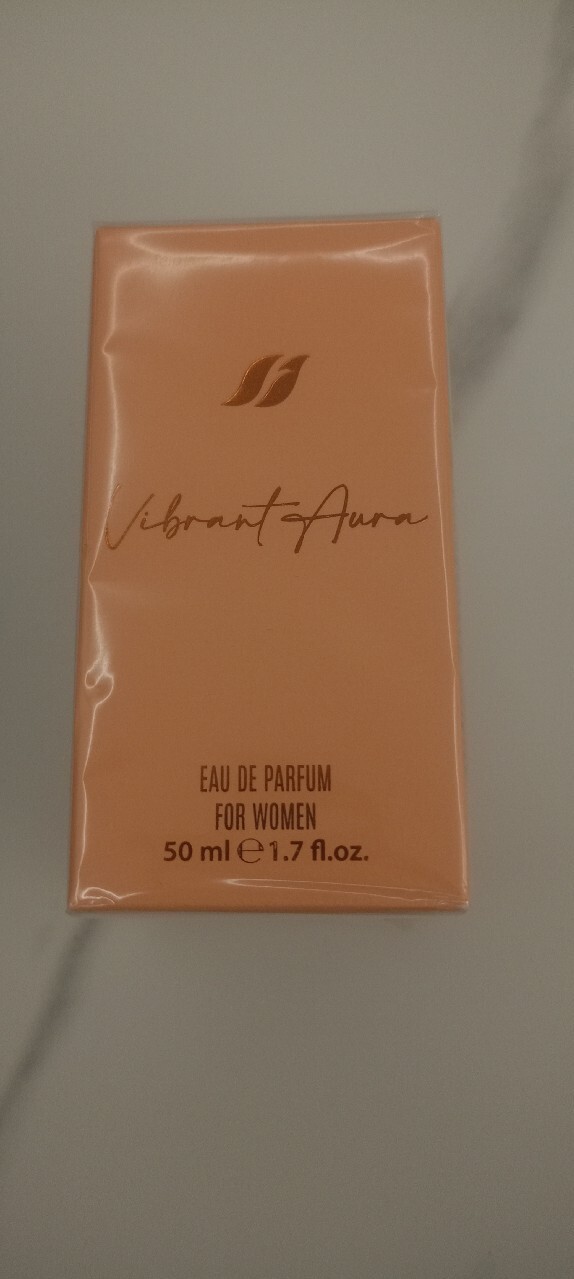 Vibrant Aura
EAU DE PARFUM
FOR WOMEN
50 ml ℮ 1.7 fl.oz.